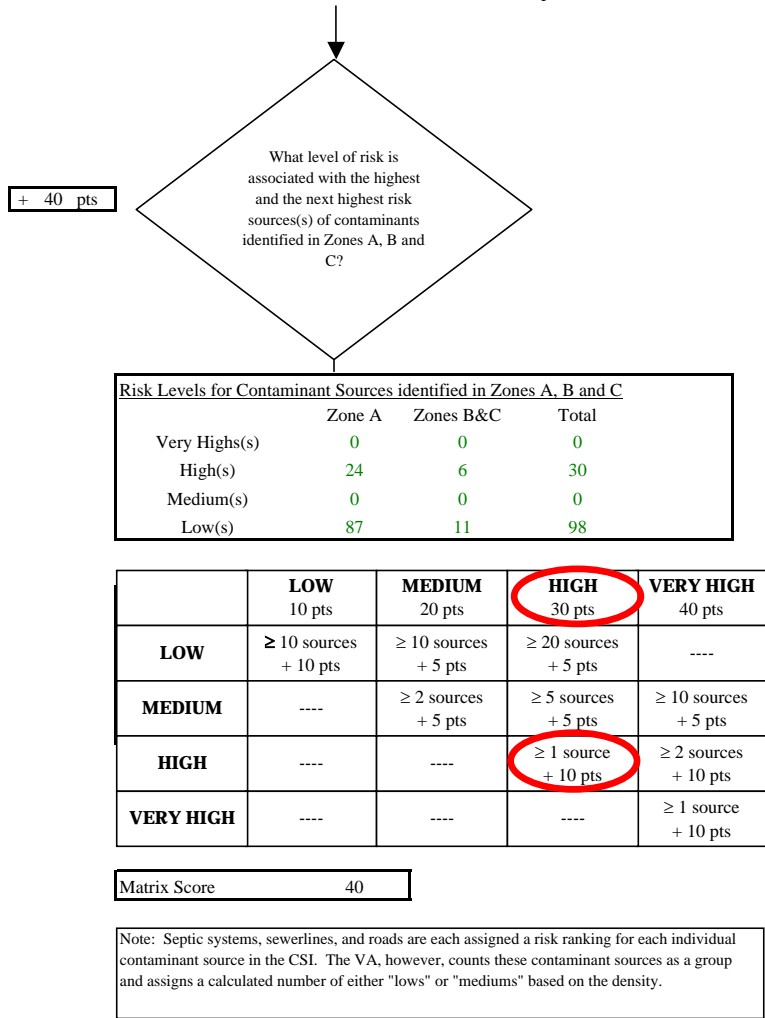 What level of risk is
associated with the highest
and the next highest risk
sources(s) of contaminants
identified in Zones A, B and
C?
+ 40 pts
Risk Levels for Contaminant Sources identified in Zones A, B and C
Zone A Zones B&C Total
Very Highs(s) 0 0 0
High(s) 24 6 30
Medium(s) 0 0 0
Low(s) 87 11 98
LOW MEDIUM HIGH VERY HIGH
10 pts 20 pts 30 pts 40 pts
LOW ≥ 10 sources ≥ 10 sources ≥ 20 sources ----
+ 10 pts + 5 pts + 5 pts
MEDIUM ---- ≥ 2 sources ≥ 5 sources ≥ 10 sources
+ 5 pts + 5 pts + 5 pts
HIGH ---- ---- ≥ 1 source ≥ 2 sources
+ 10 pts + 10 pts
VERY HIGH ---- ---- ---- ≥ 1 source
+ 10 pts
Matrix Score 40
Note: Septic systems, sewerlines, and roads are each assigned a risk ranking for each individual
contaminant source in the CSI. The VA, however, counts these contaminant sources as a group
and assigns a calculated number of either "lows" or "mediums" based on the density.